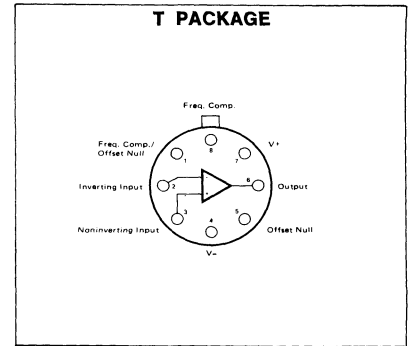 T PACKAGE
Freq. Comp.
8
Freq. Comp./
Offset Null
1
7
V+
Inverting Input
2
-
+
6
Output
Noninverting Input
3
4
5
Offset Null
V–